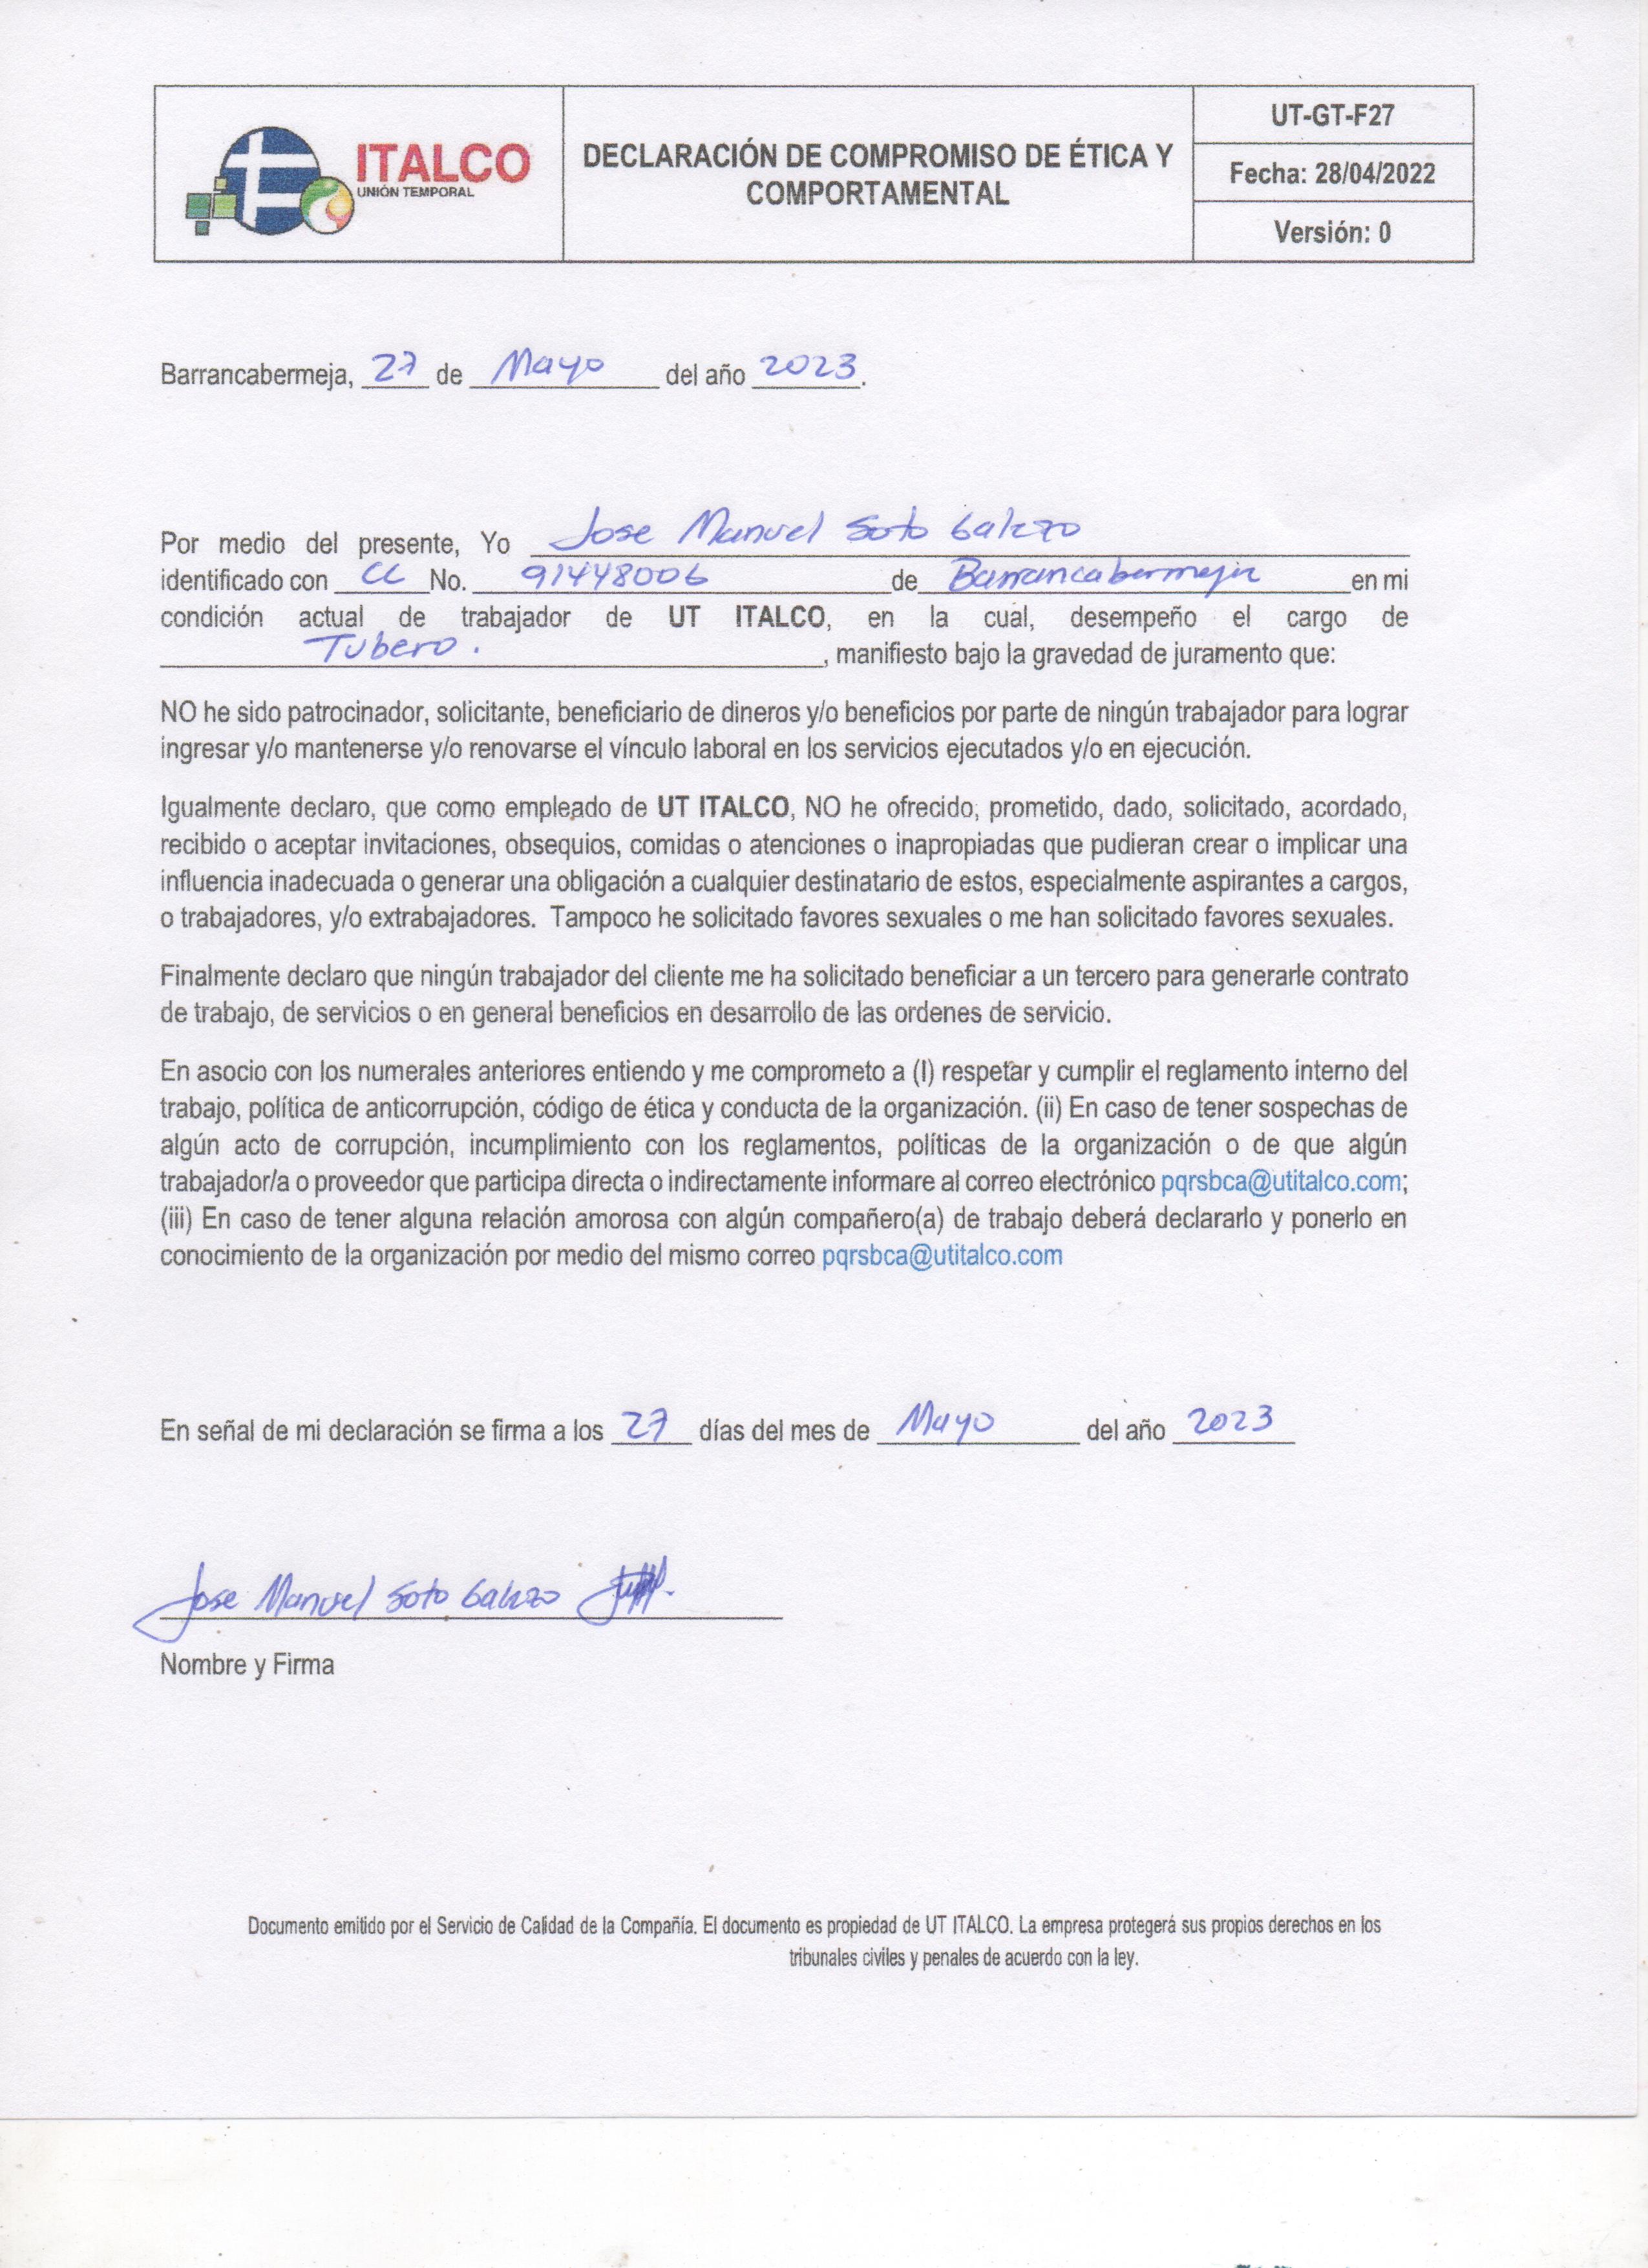 ITALCO
UNIÓN TEMPORAL
DECLARACIÓN DE COMPROMISO DE ÉTICA Y
COMPORTAMENTAL
UT-GT-F27
Fecha: 28/04/2022
Versión: 0
Barrancabermeja, 27 de Mayo del año 2023.
Por medio del presente, Yo Jose Manuel Soto
identificado con CC No. 91448006 de Barrancabermeja en mi
condición actual de trabajador de UT ITALCO, en la cual, desempeño el cargo de
Tubero. , manifiesto bajo la gravedad de juramento que:
NO he sido patrocinador, solicitante, beneficiario de dineros y/o beneficios por parte de ningún trabajador para lograr
ingresar y/o mantenerse y/o renovarse el vínculo laboral en los servicios ejecutados y/o en ejecución.
Igualmente declaro, que como empleado de UT ITALCO, NO he ofrecido, prometido, dado, solicitado, acordado,
recibido o aceptar invitaciones, obsequios, comidas o atenciones o inapropiadas que pudieran crear o implicar una
influencia inadecuada o generar una obligación a cualquier destinatario de estos, especialmente aspirantes a cargos,
o trabajadores, y/o extrabajadores. Tampoco he solicitado favores sexuales o me han solicitado favores sexuales.
Finalmente declaro que ningún trabajador del cliente me ha solicitado beneficiar a un tercero para generarle contrato
de trabajo, de servicios o en general beneficios en desarrollo de las ordenes de servicio.
En asocio con los numerales anteriores entiendo y me comprometo a (I) respetar y cumplir el reglamento interno del
trabajo, política de anticorrupción, código de ética y conducta de la organización. (ii) En caso de tener sospechas de
algún acto de corrupción, incumplimiento con los reglamentos, políticas de la organización o de que algún
trabajador/a o proveedor que participa directa o indirectamente informare al correo electrónico pqrsbca@utitalco.com;
(iii) En caso de tener alguna relación amorosa con algún compañero(a) de trabajo deberá declararlo y ponerlo en
conocimiento de la organización por medio del mismo correo pqrsbca@utitalco.com
En señal de mi declaración se firma a los 27 días del mes de Mayo del año 2023
Jose Manuel Soto
Nombre y Firma
Documento emitido por el Servicio de Calidad de la Compañía. El documento es propiedad de UT ITALCO. La empresa protegerá sus propios derechos en los
tribunales civiles y penales de acuerdo con la ley.